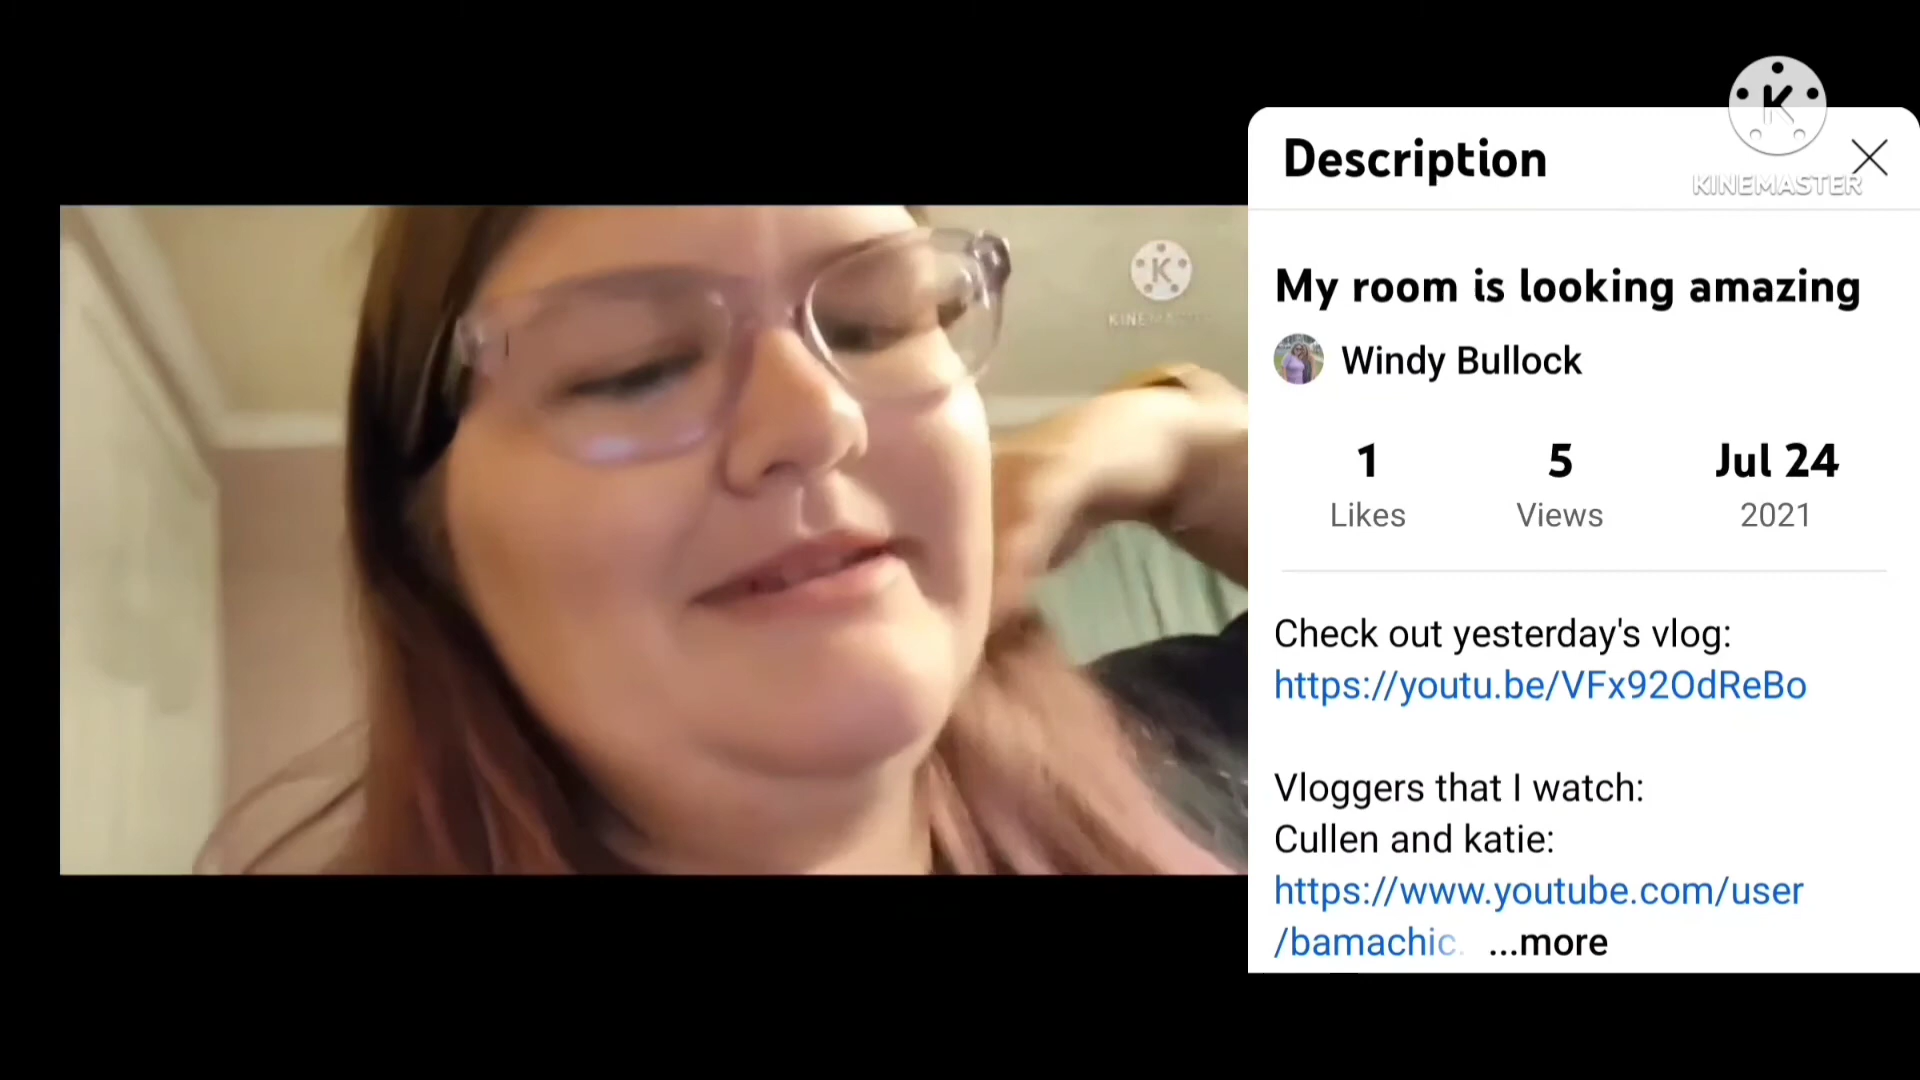 K
KINEMASTER
Description
K
KINEMASTER
My room is looking amazing
Windy Bullock
1
5
Jul 24
Likes
Views
2021
Check out yesterday's vlog:
https://youtu.be/VFx92OdReBo
Vloggers that I watch:
Cullen and katie:
https://www.youtube.com/user
/bamachic. ...more